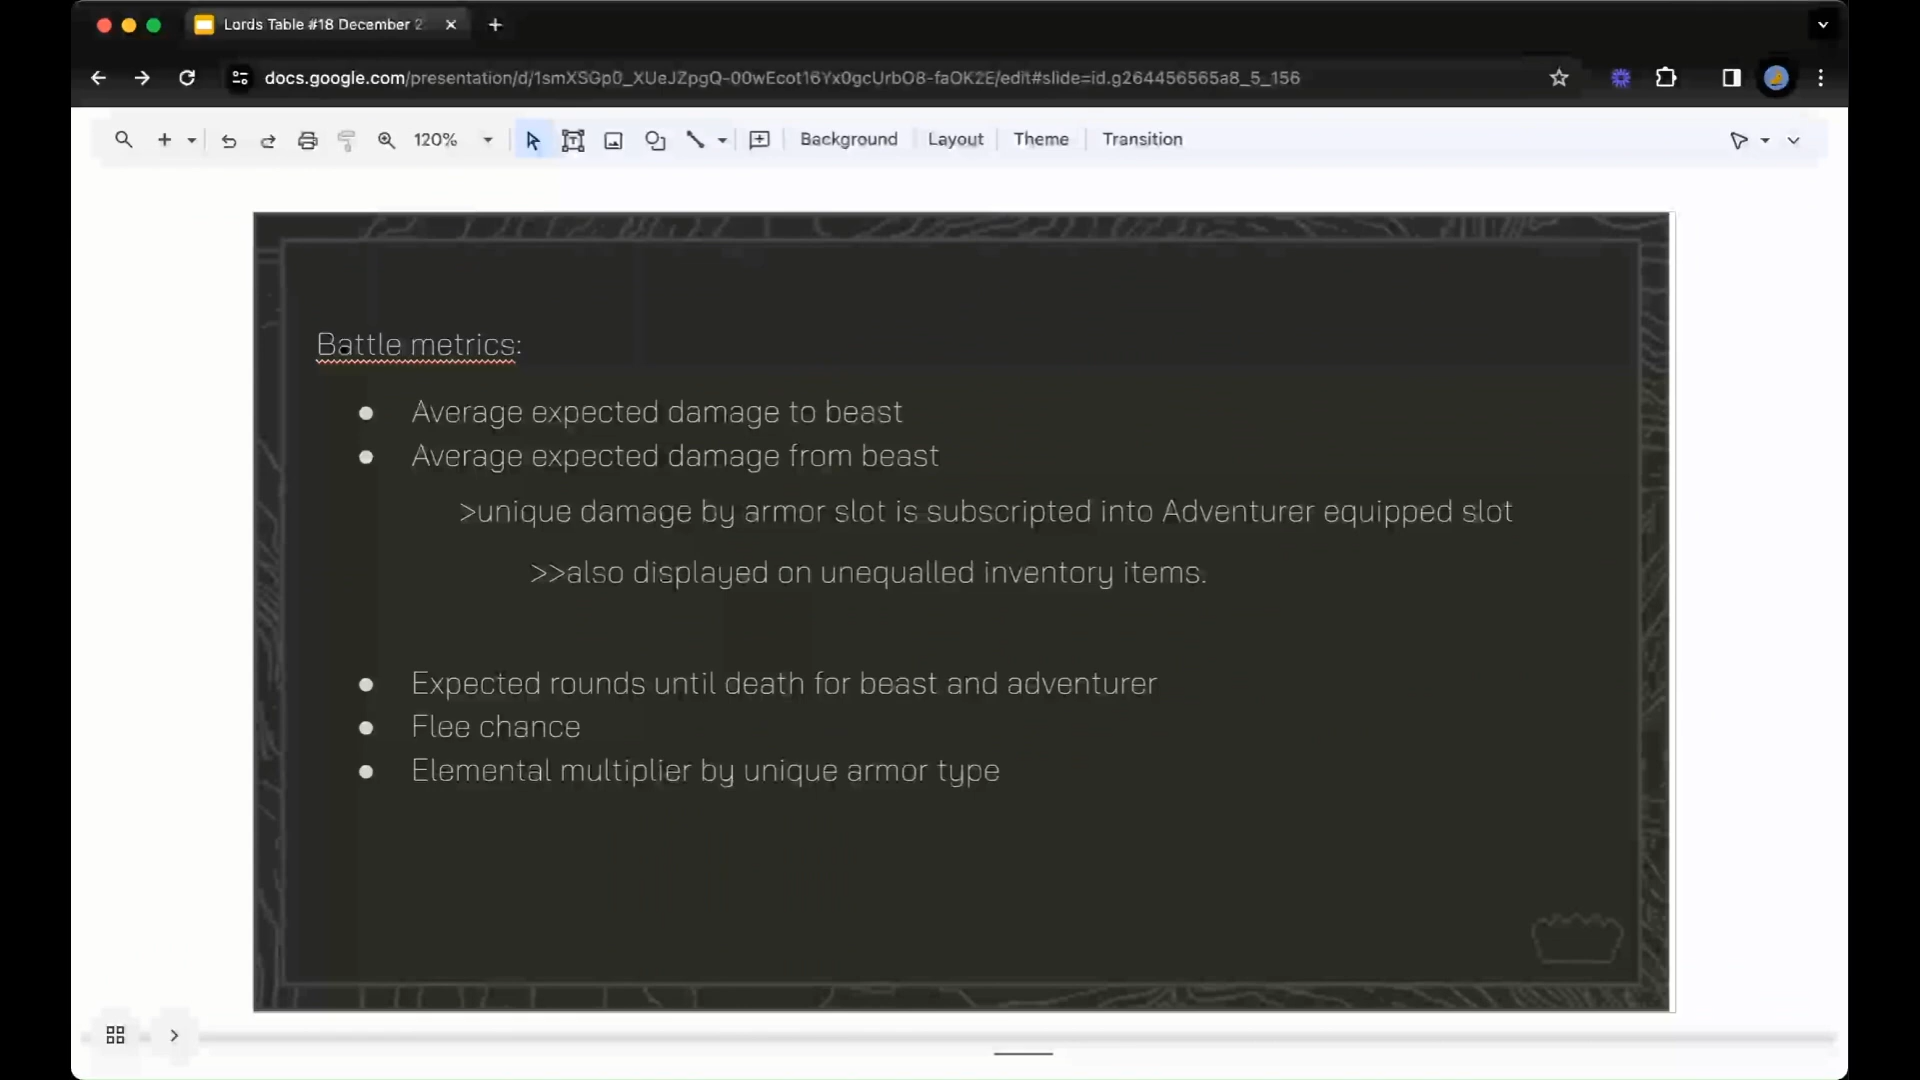 Lords Table #18 December 2
docs.google.com/presentation/d/1smXSGp0_XUeJZpgQ-00wEcot16Yx0gcUrbO8-faOK2E/edit#slide=id.g264456565a8_5_156
120%
Background
Layout
Theme
Transition
Battle metrics:
● Average expected damage to beast
● Average expected damage from beast
>unique damage by armor slot is subscripted into Adventurer equipped slot
>>also displayed on unequalled inventory items.
● Expected rounds until death for beast and adventurer
● Flee chance
● Elemental multiplier by unique armor type